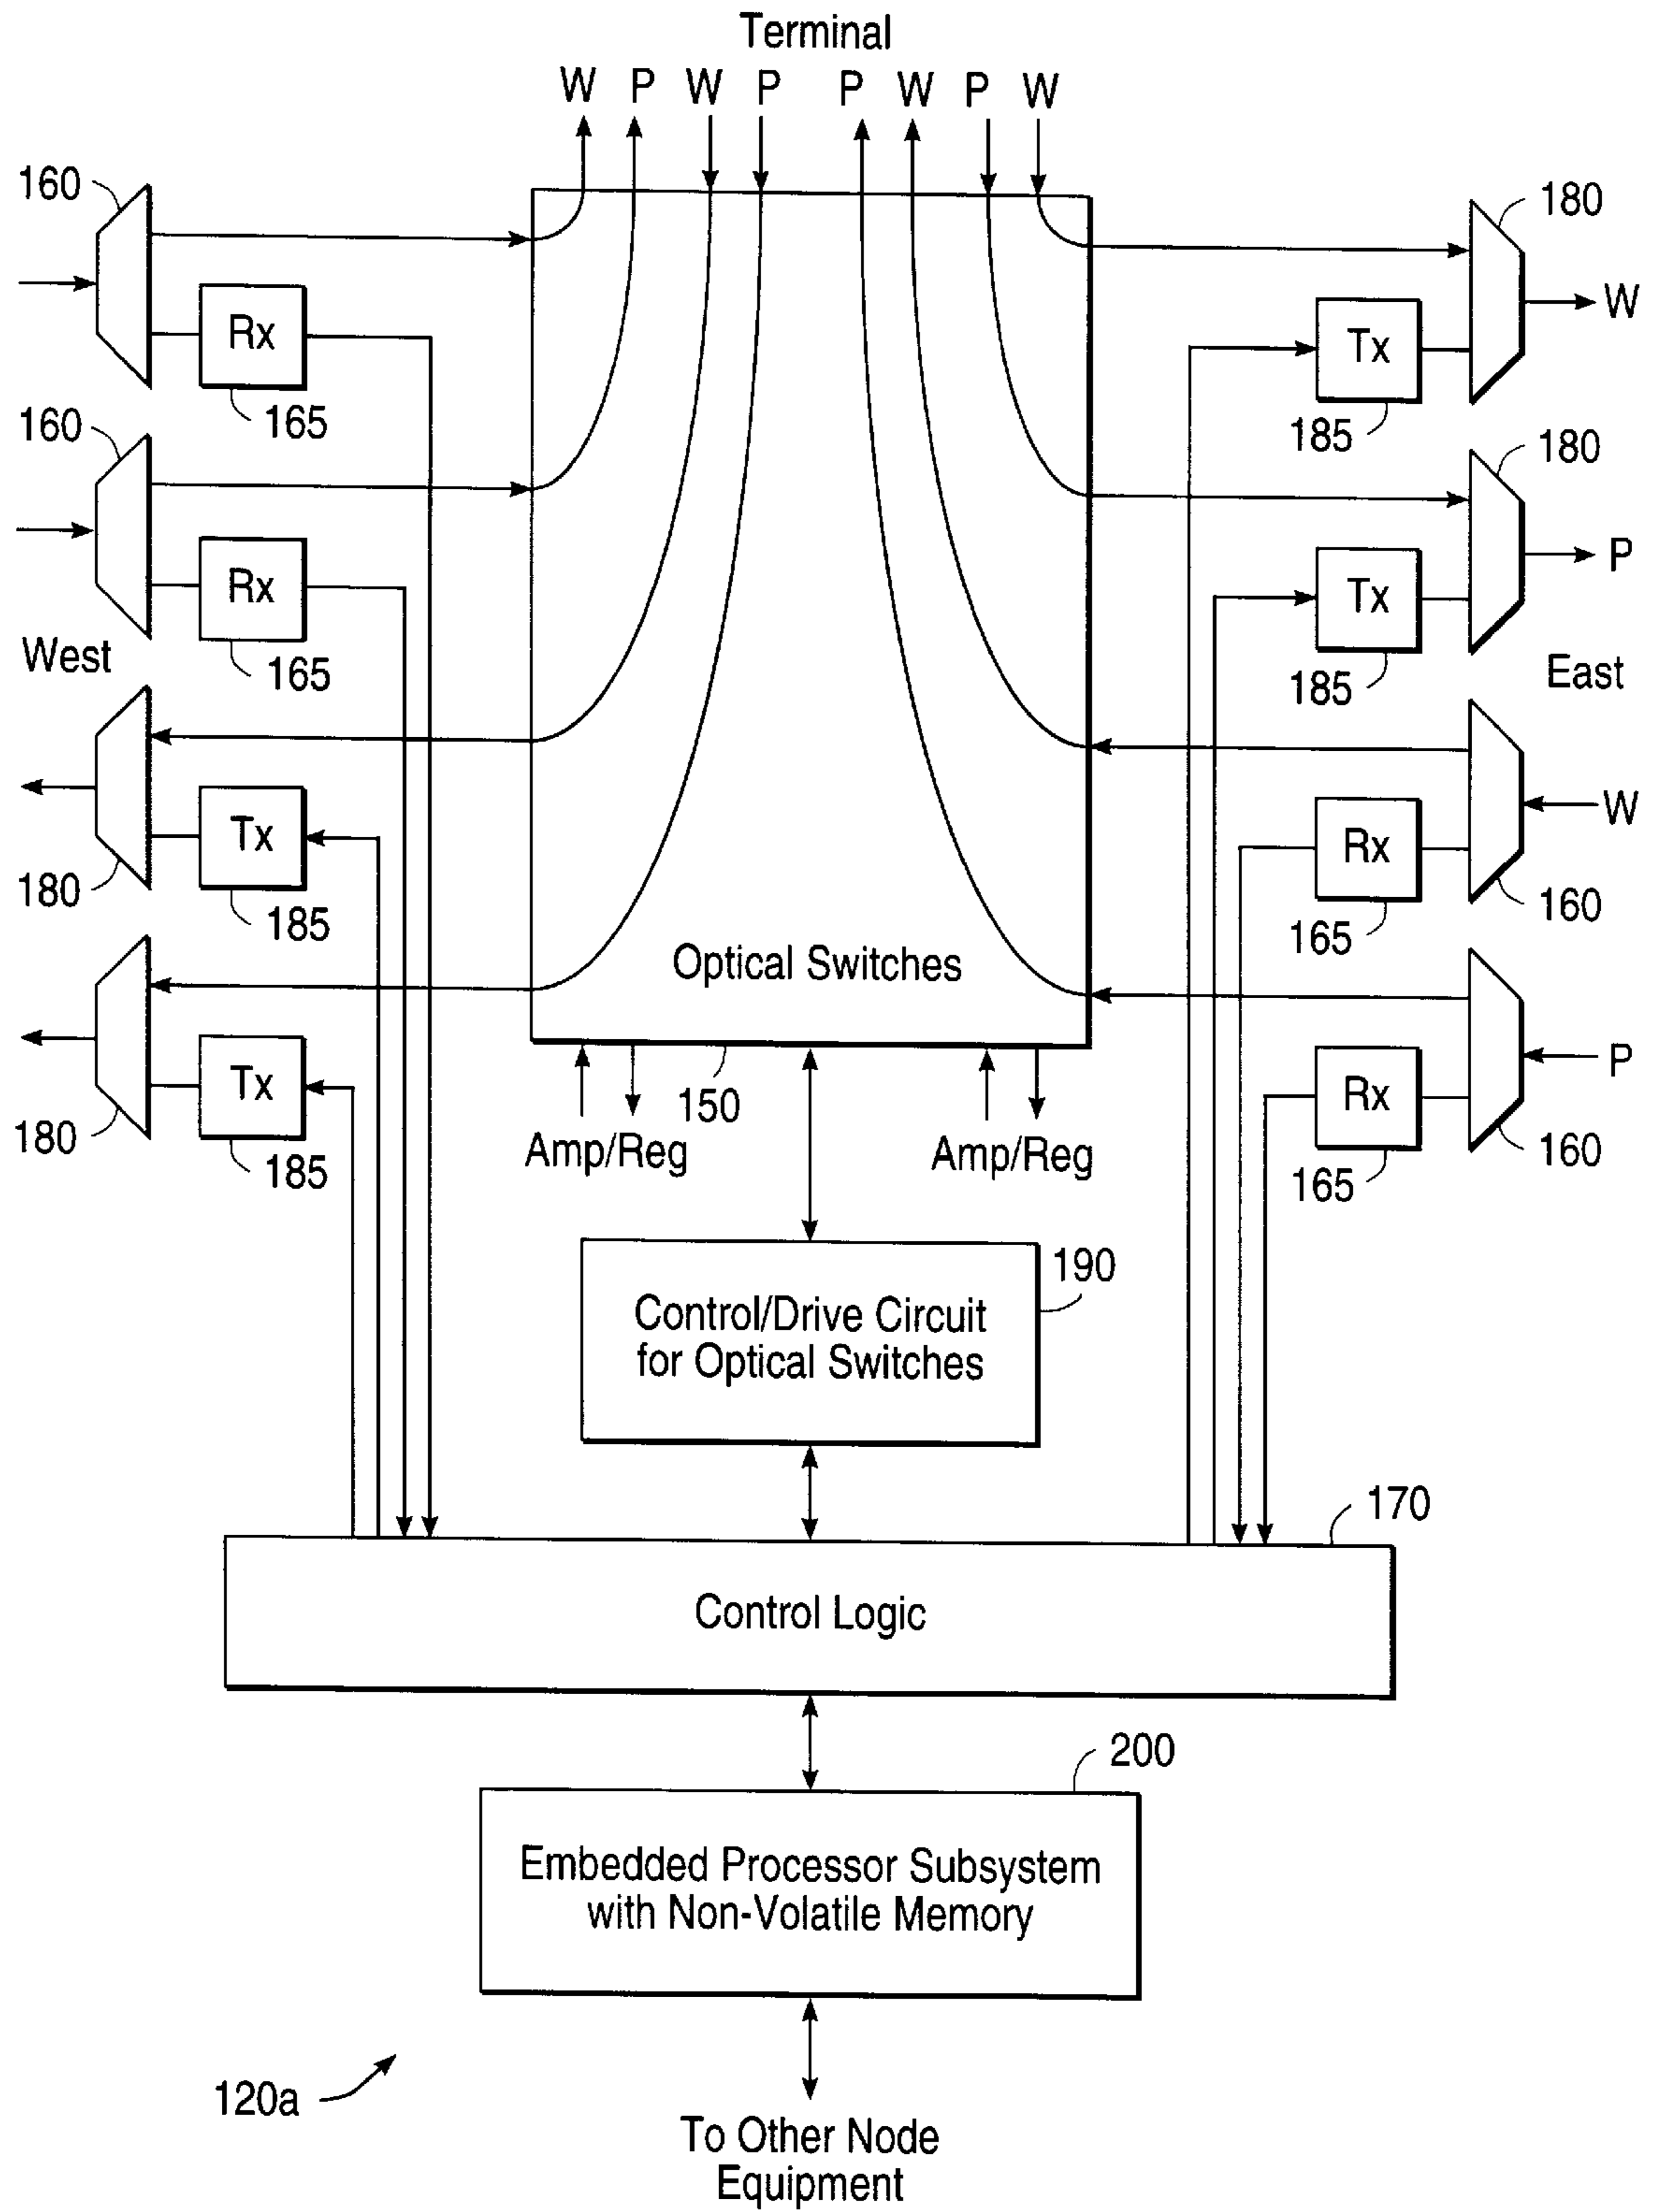 Terminal
W P W P P W P W
160
180
W
Rx
Tx
165
185
160
180
P
Rx
Tx
West
165
185
East
W
Tx
Rx
180
185
165
160
Optical Switches
P
Tx
Rx
180
185
150
165
160
Amp/Reg
Amp/Reg
190
Control/Drive Circuit
for Optical Switches
170
Control Logic
200
Embedded Processor Subsystem
with Non-Volatile Memory
120a
To Other Node
Equipment